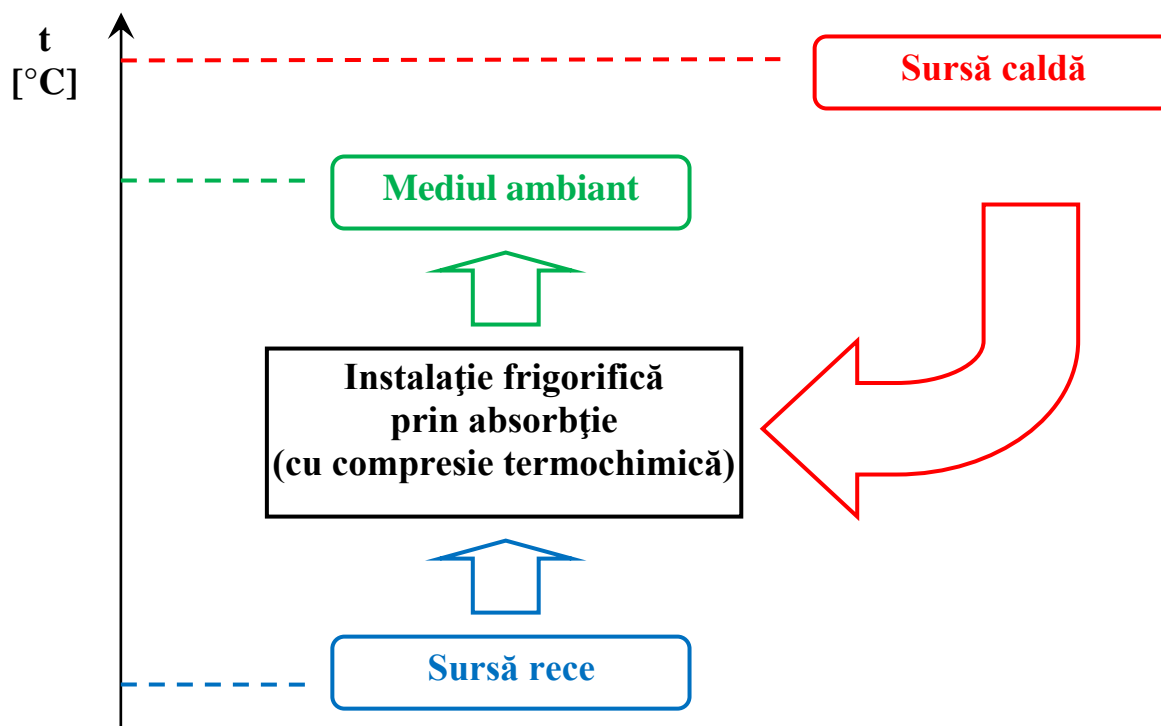 t
[°C]
Sursă caldă
Mediul ambiant
Instalaţie frigorifică
prin absorbţie
(cu compresie termochimică)
Sursă rece